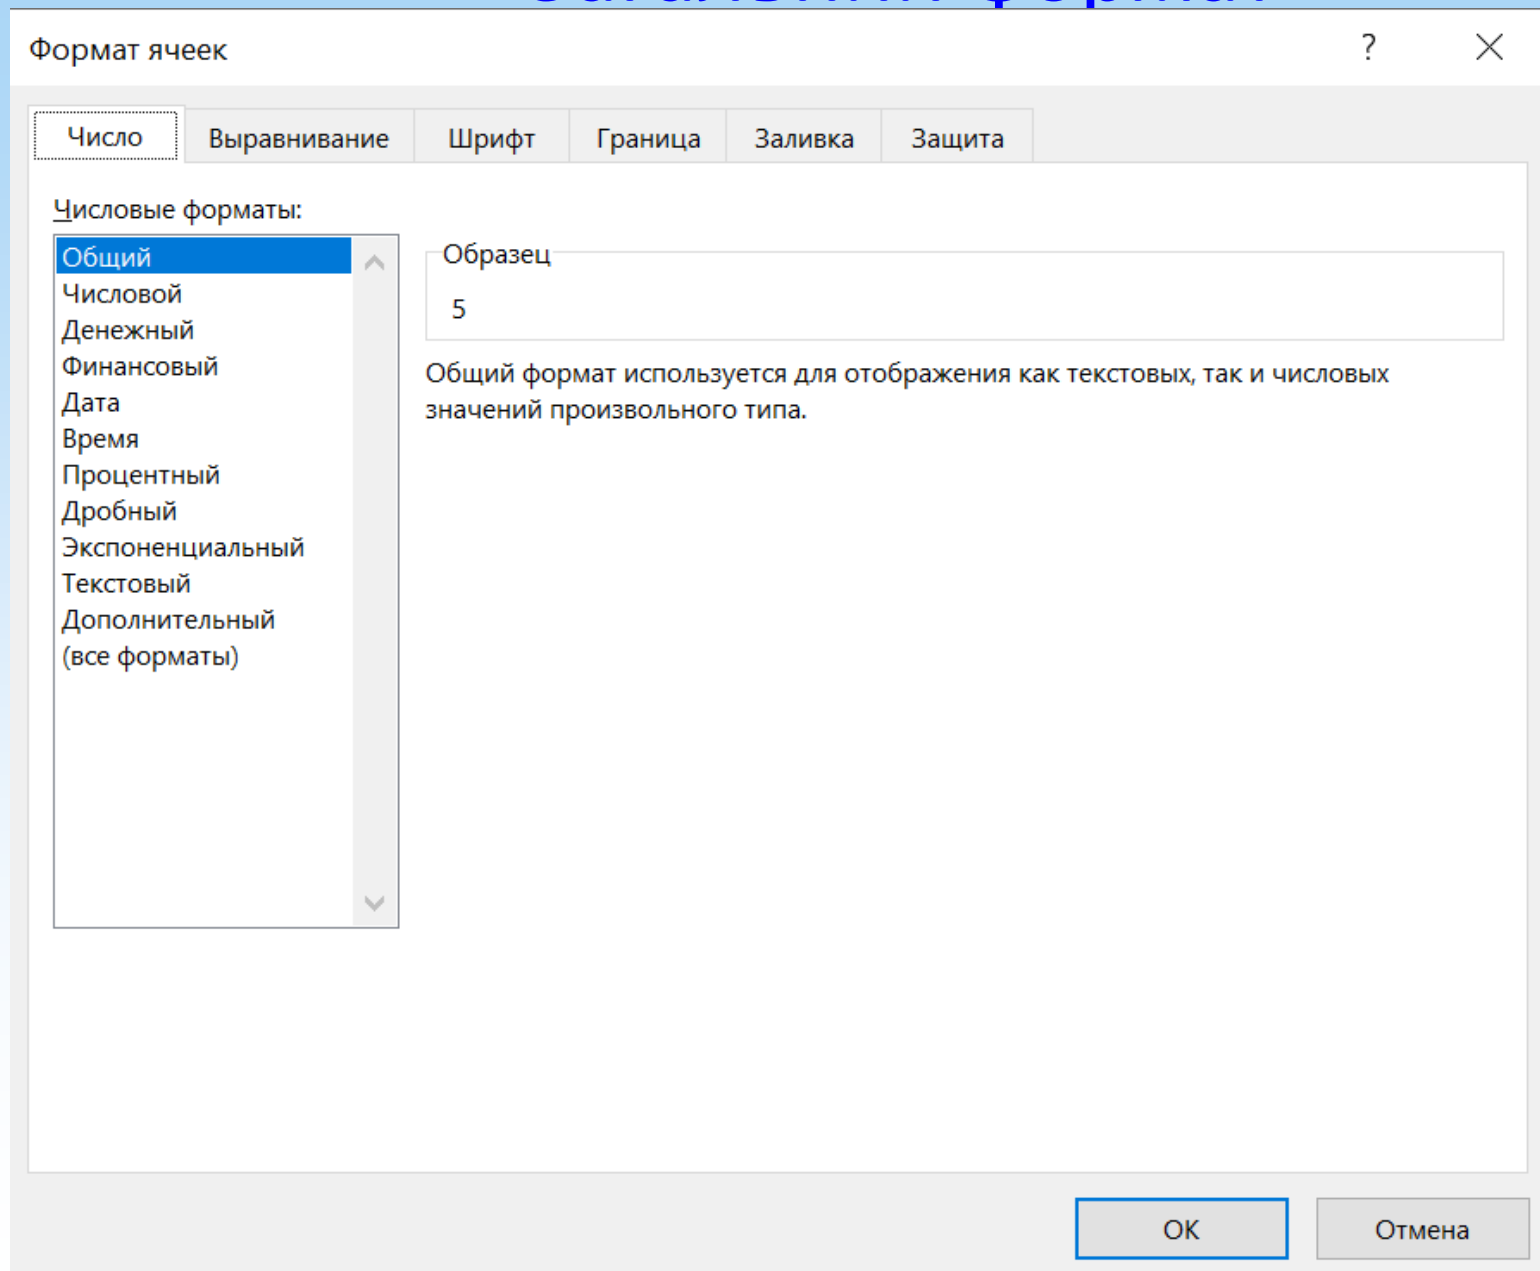 Формат ячеек
?
Число Выравнивание Шрифт Граница Заливка Защита
Числовые форматы:
Общий
Числовой
Денежный
Финансовый
Дата
Время
Процентный
Дробный
Экспоненциальный
Текстовый
Дополнительный
(все форматы)
Образец
5
Общий формат используется для отображения как текстовых, так и числовых
значений произвольного типа.
ОК Отмена